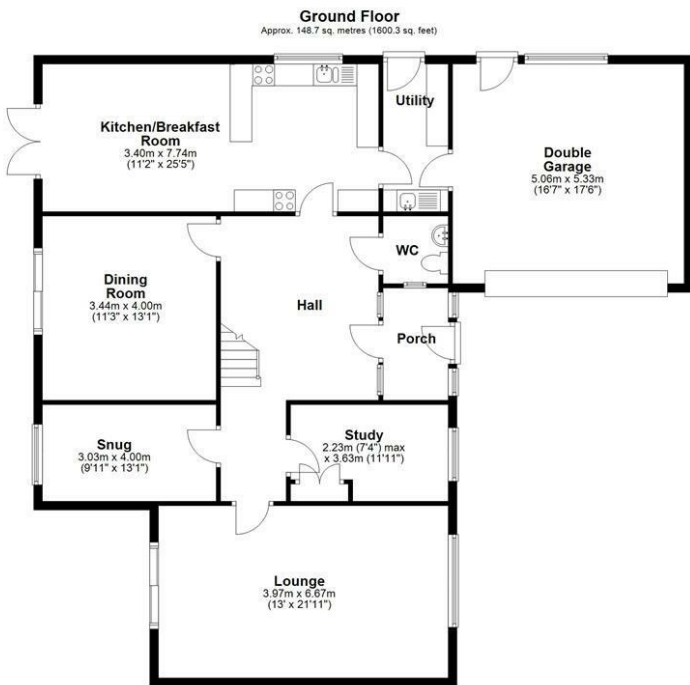 Ground Floor
Approx. 148.7 sq. metres (1600.3 sq. feet)
Utility
Kitchen/Breakfast
Room
3.40m x 7.74m
(11'2" x 25'5")
Double
Garage
5.06m x 5.33m
(16'7" x 17'6")
WC
Dining
Room
3.44m x 4.00m
(11'3" x 13'1")
Hall
Porch
Snug
3.03m x 4.00m
(9'11" x 13'1")
Study
2.23m (7'4") max
x 3.63m (11'11")
Lounge
3.97m x 6.67m
(13' x 21'11")